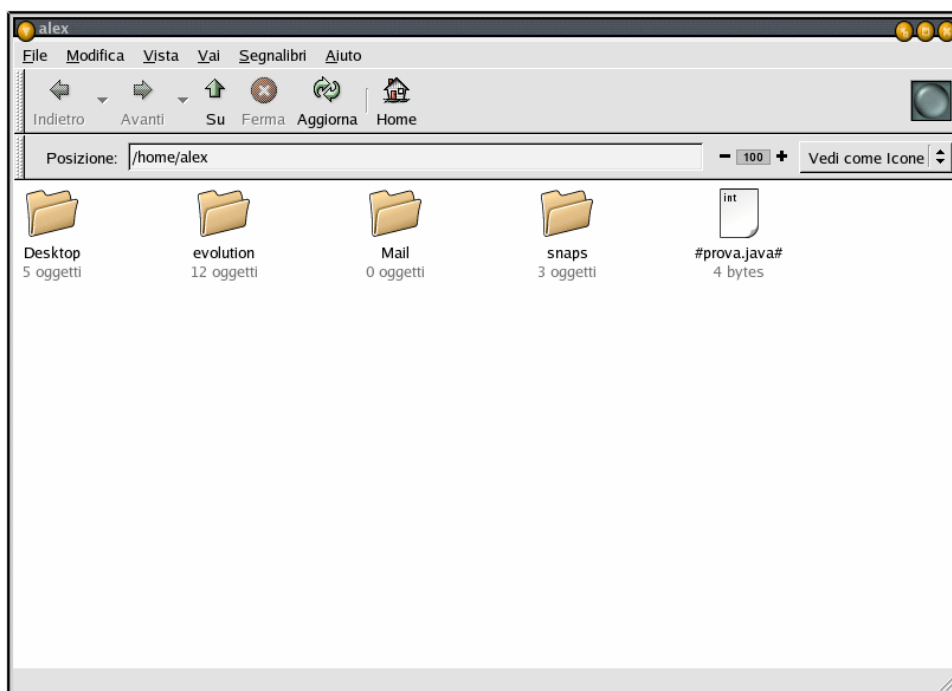 alex
File Modifica Vista Vai Segnalibri Aiuto
Indietro Avanti Su Ferma Aggiorna Home
Posizione: /home/alex 100 Vedi come Icone
int
Desktop evolution Mail snaps #prova.java#
5 oggetti 12 oggetti 0 oggetti 3 oggetti 4 bytes